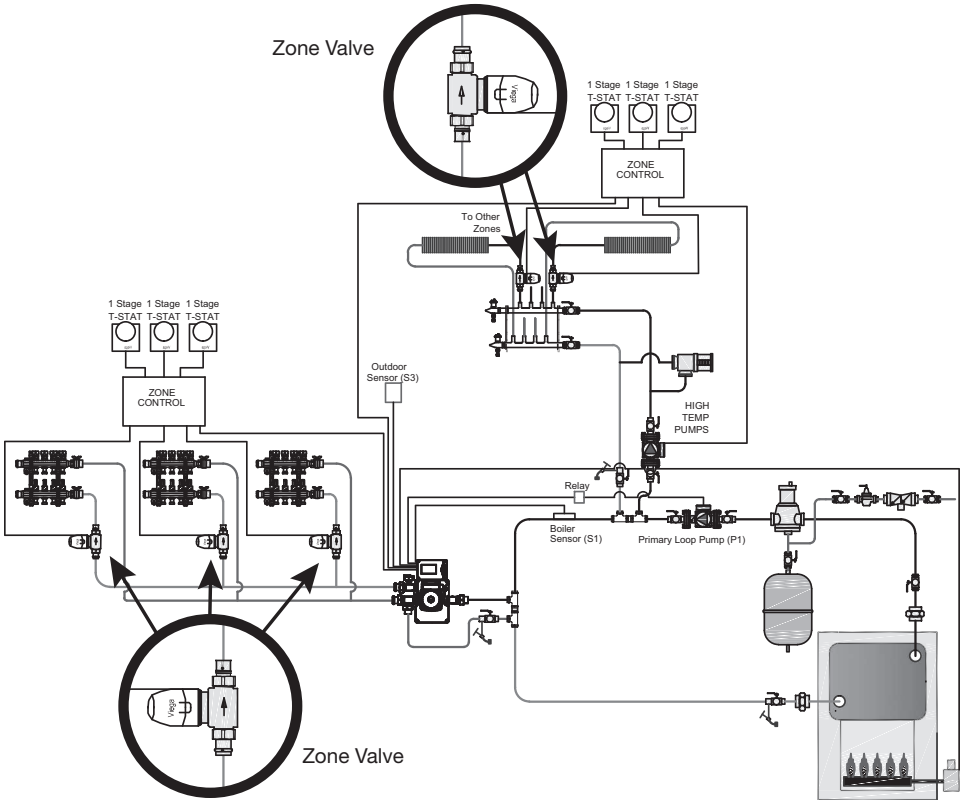 Zone Valve
Viega
1 Stage 1 Stage 1 Stage
T-STAT T-STAT T-STAT
ZONE
CONTROL
To Other
Zones
1 Stage 1 Stage 1 Stage
T-STAT T-STAT T-STAT
ZONE
CONTROL
Outdoor
Sensor (S3)
HIGH
TEMP
PUMPS
Relay
Boiler
Sensor (S1)
Primary Loop Pump (P1)
Viega
Zone Valve